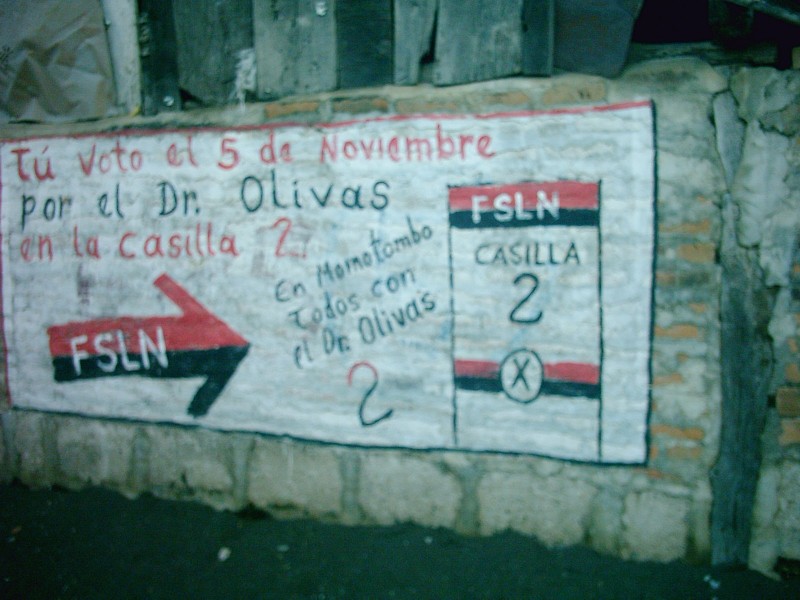 Tú Voto el 5 de Noviembre
por el Dr. Olivas
en la Casilla 2.
FSLN
En Momotombo
Todos con
el Dr. Olivas
2
FSLN
CASILLA
2
X